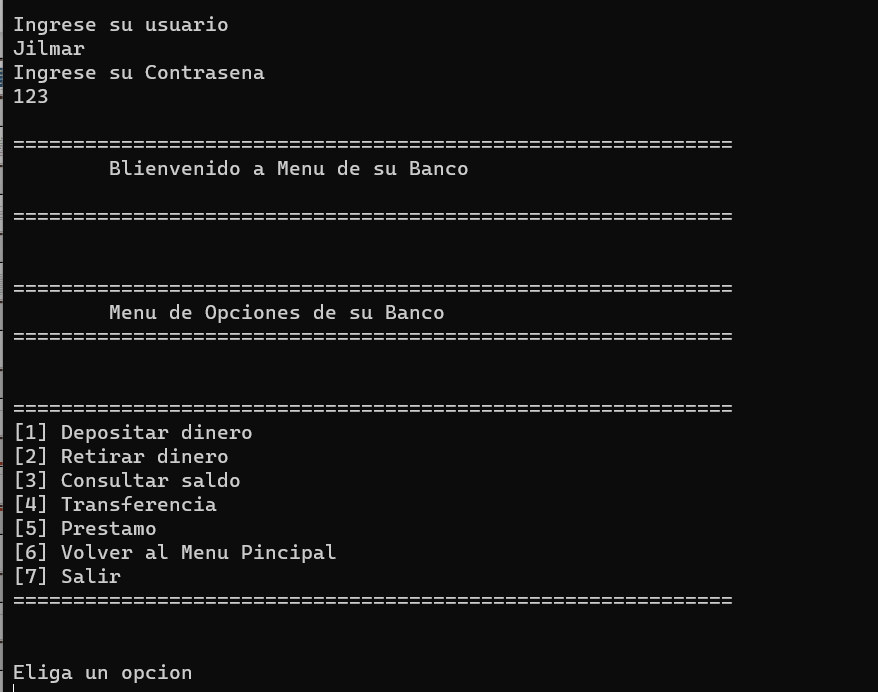 Ingrese su usuario
Jilmar
Ingrese su Contrasena
123
============================================================
Blienvenido a Menu de su Banco
============================================================
============================================================
Menu de Opciones de su Banco
============================================================
============================================================
[1] Depositar dinero
[2] Retirar dinero
[3] Consultar saldo
[4] Transferencia
[5] Prestamo
[6] Volver al Menu Pincipal
[7] Salir
============================================================
Eliga un opcion